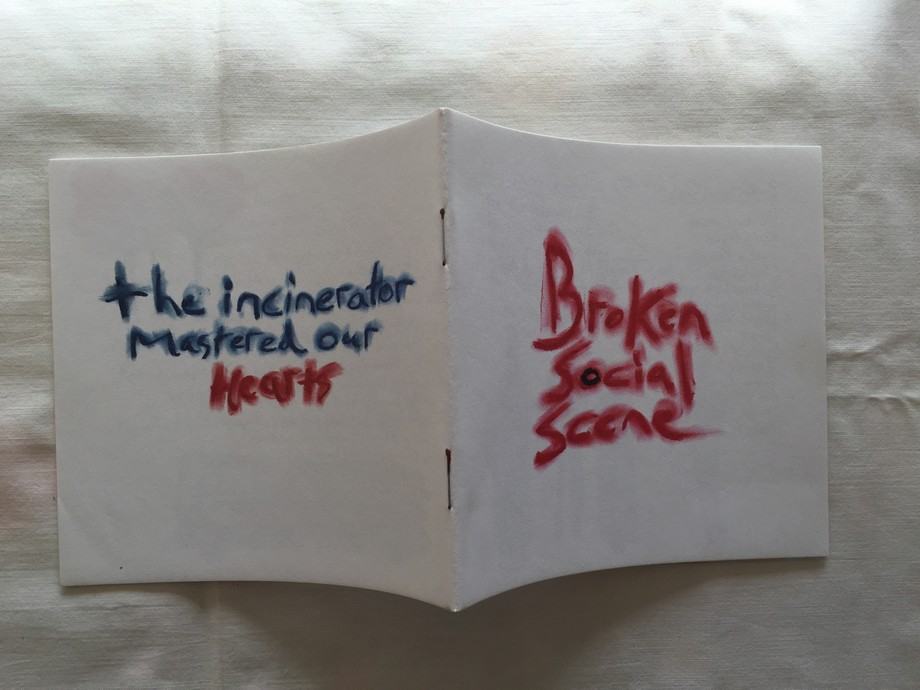 the incinerator
mastered our
Hearts
Broken
Social
Scene